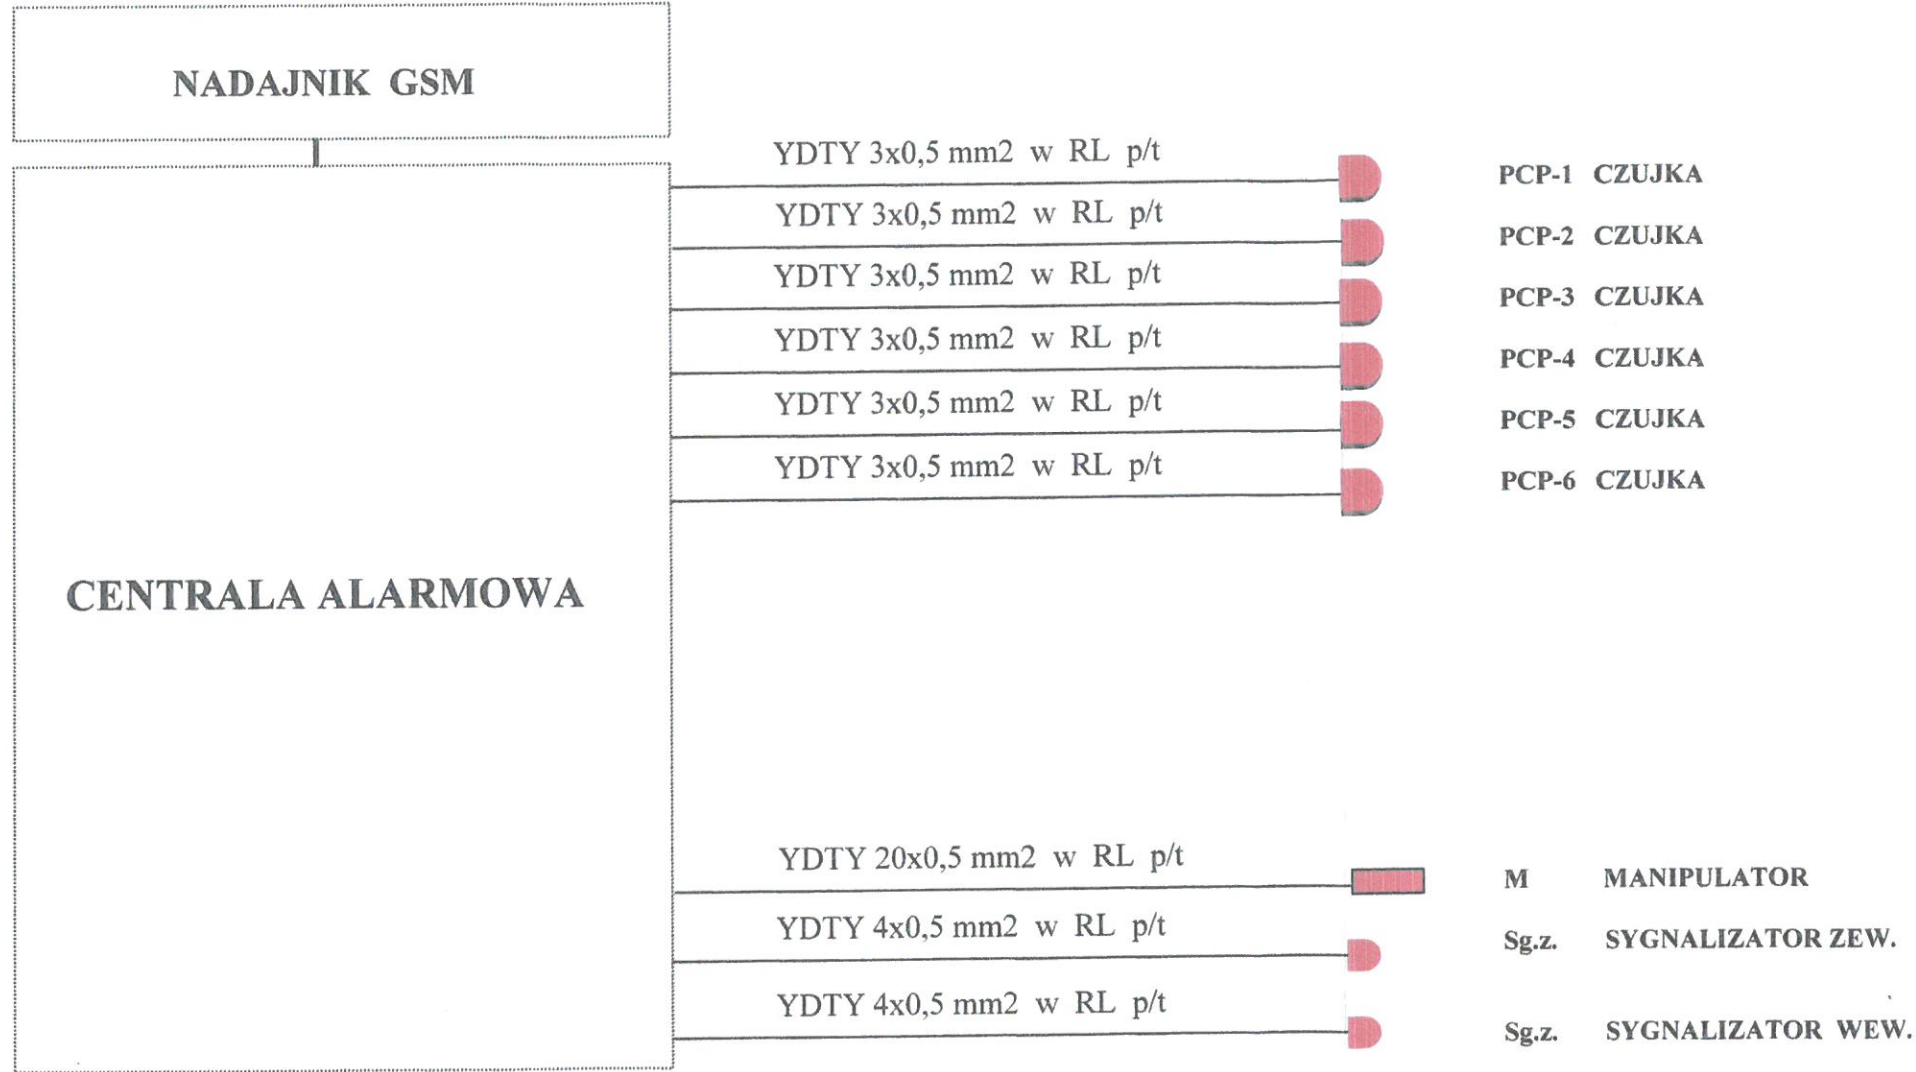 NADAJNIK GSM
YDTY 3x0,5 mm2 w RL p/t
PCP-1 CZUJKA
YDTY 3x0,5 mm2 w RL p/t
PCP-2 CZUJKA
YDTY 3x0,5 mm2 w RL p/t
PCP-3 CZUJKA
YDTY 3x0,5 mm2 w RL p/t
PCP-4 CZUJKA
YDTY 3x0,5 mm2 w RL p/t
PCP-5 CZUJKA
YDTY 3x0,5 mm2 w RL p/t
PCP-6 CZUJKA
CENTRALA ALARMOWA
YDTY 20x0,5 mm2 w RL p/t
M MANIPULATOR
YDTY 4x0,5 mm2 w RL p/t
Sg.z. SYGNALIZATOR ZEW.
YDTY 4x0,5 mm2 w RL p/t
Sg.z. SYGNALIZATOR WEW.